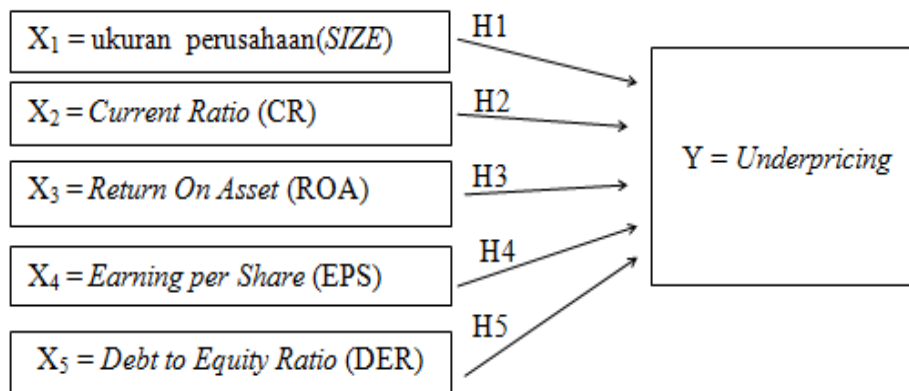 X₁ = ukuran perusahaan(SIZE)
H1
X₂ = Current Ratio (CR)
H2
X₃ = Return On Asset (ROA)
H3
X₄ = Earning per Share (EPS)
H4
X₅ = Debt to Equity Ratio (DER)
H5
Y = Underpricing